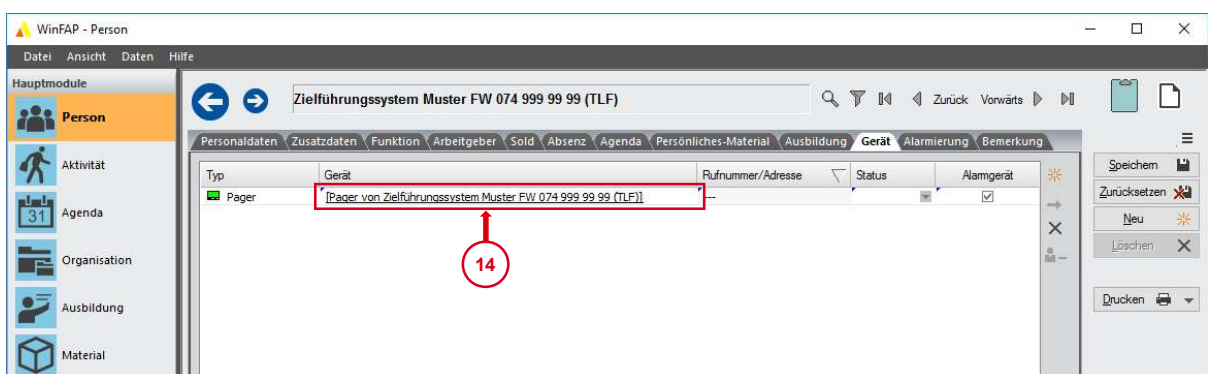 WinFAP - Person
Datei Ansicht Daten Hilfe
Hauptmodule
Person
Aktivität
31 Agenda
Organisation
Ausbildung
Material
Zielführungssystem Muster FW 074 999 99 99 (TLF)
Zurück Vorwärts
Personaldaten Zusatzdaten Funktion Arbeitgeber Sold Absenz Agenda Persönliches-Material Ausbildung Gerät Alarmierung Bemerkung
Typ Gerät Rufnummer/Adresse Status Alarmgerät
Pager [Pager von Zielführungssystem Muster FW 074 999 99 99 (TLF)] ---
14
Speichern
Zurücksetzen
Neu
Löschen
Drucken